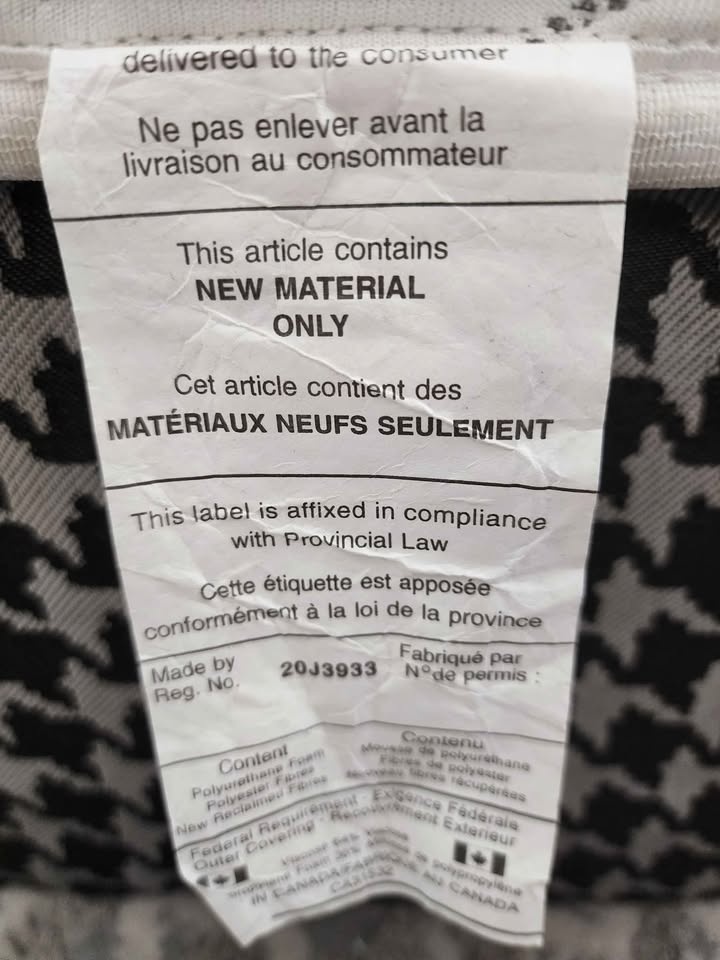 delivered to the consumer
Ne pas enlever avant la
livraison au consommateur
This article contains
NEW MATERIAL
ONLY
Cet article contient des
MATÉRIAUX NEUFS SEULEMENT
This label is affixed in compliance
with Provincial Law
Cette étiquette est apposée
conformément à la loi de la province
Made by
Reg. No.
20J3933
Fabriqué par
N° de permis :
Content
Polyurethane Foam
Polyester Fibres
New Reclaimed Fibres
Contenu
Mousse de polyuréthane
Fibres de polyester
Nouveau fibres récupérées
Federal Requirement - Exigence Fédérale
Outer Covering - Recouvrement Extérieur
de polypropylène
IN CANADA/FABRIQUÉ AU CANADA